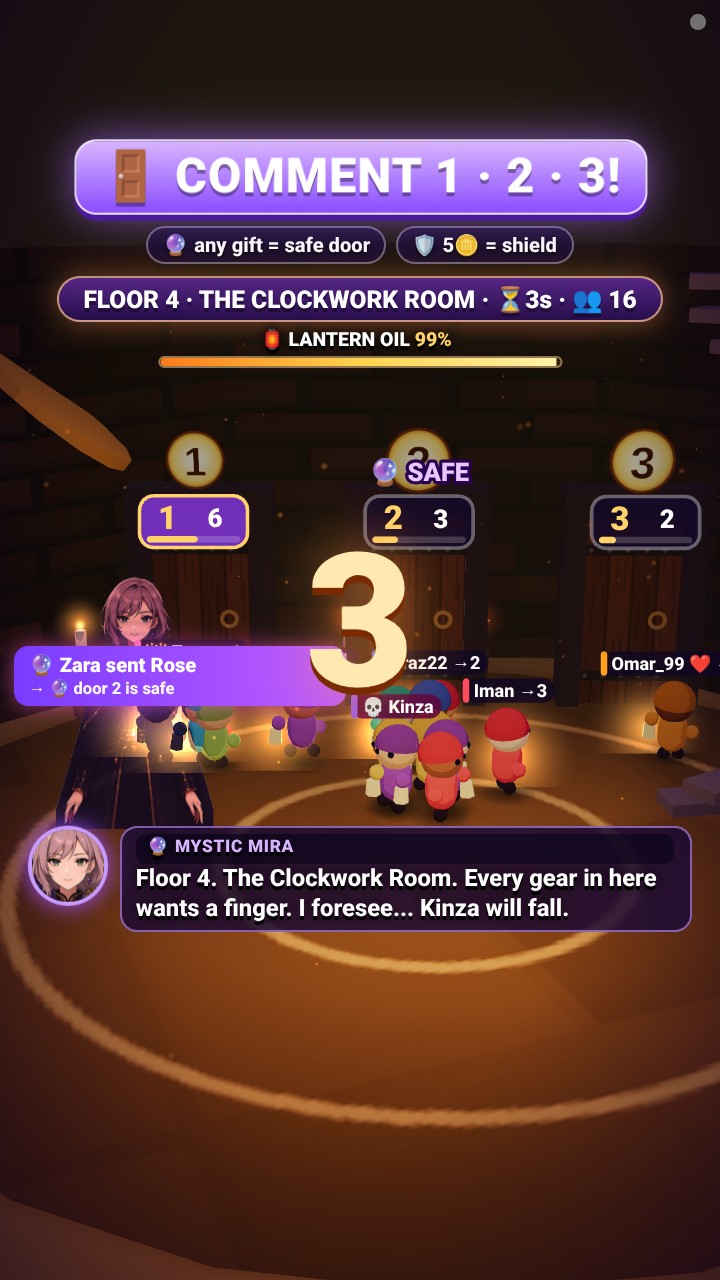 COMMENT 1 · 2 · 3!
any gift = safe door
5 = shield
FLOOR 4 · THE CLOCKWORK ROOM · 3s · 16
LANTERN OIL 99%
1
3
SAFE
1 6
2 3
3 2
3
Zara sent Rose
→ door 2 is safe
→2
Omar_99
Iman →3
Kinza
MYSTIC MIRA
Floor 4. The Clockwork Room. Every gear in here
wants a finger. I foresee... Kinza will fall.